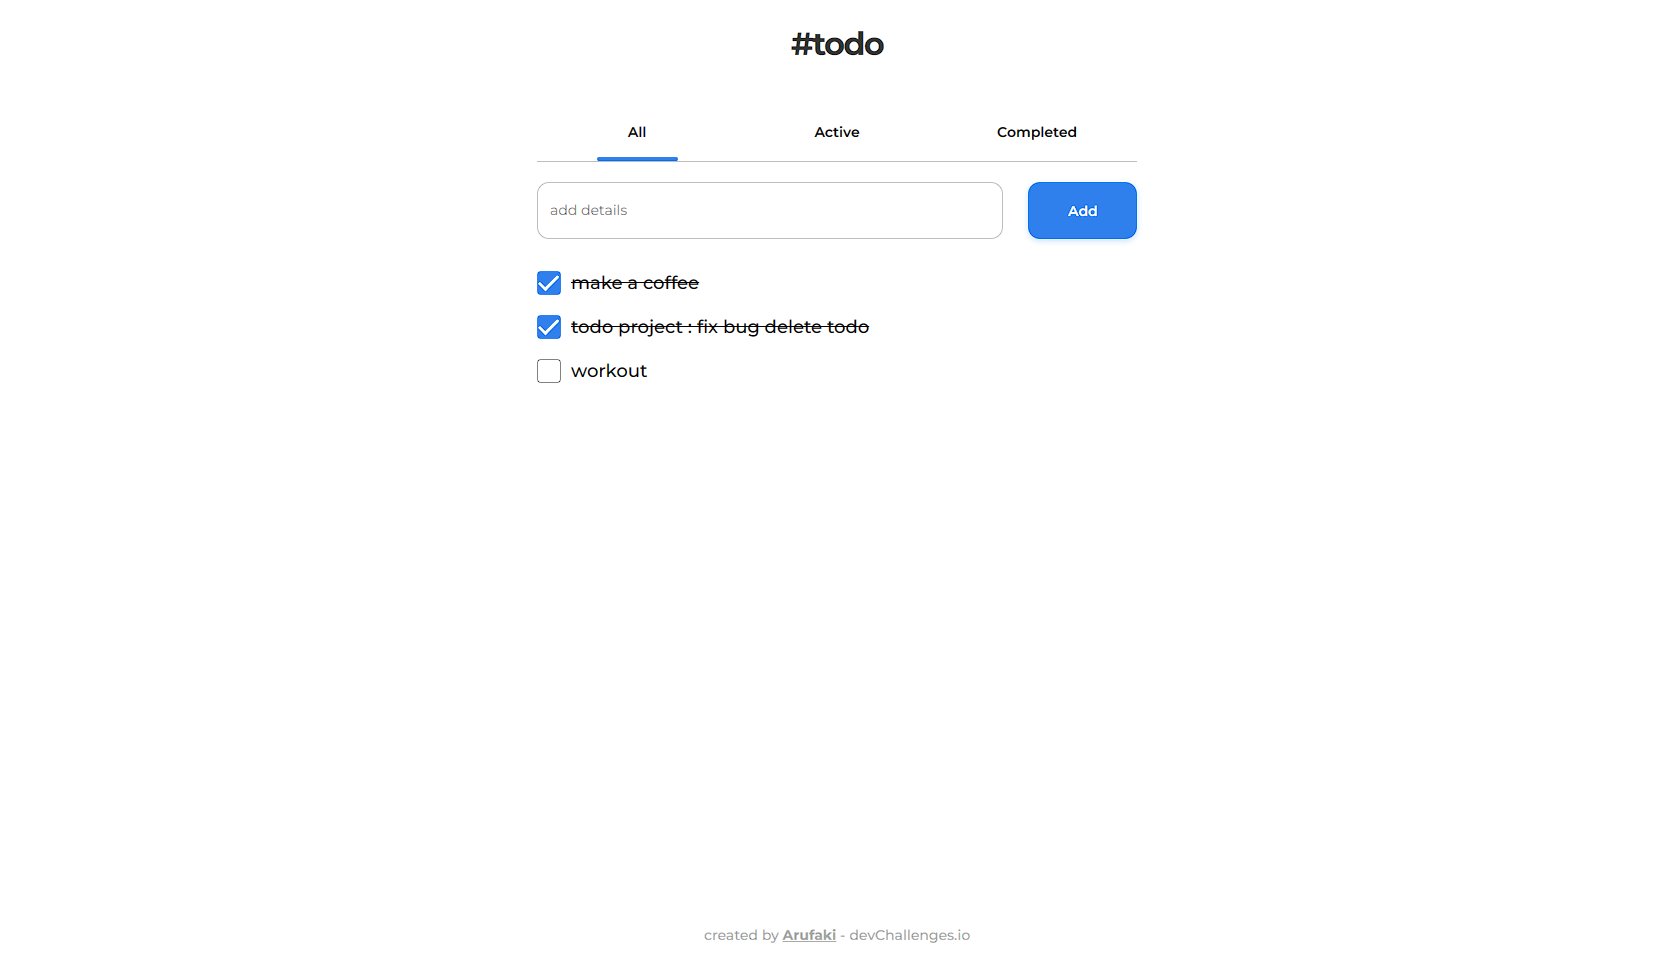 #todo
All Active Completed
add details Add
make a coffee
todo project : fix bug delete todo
workout
created by Arufaki - devChallenges.io